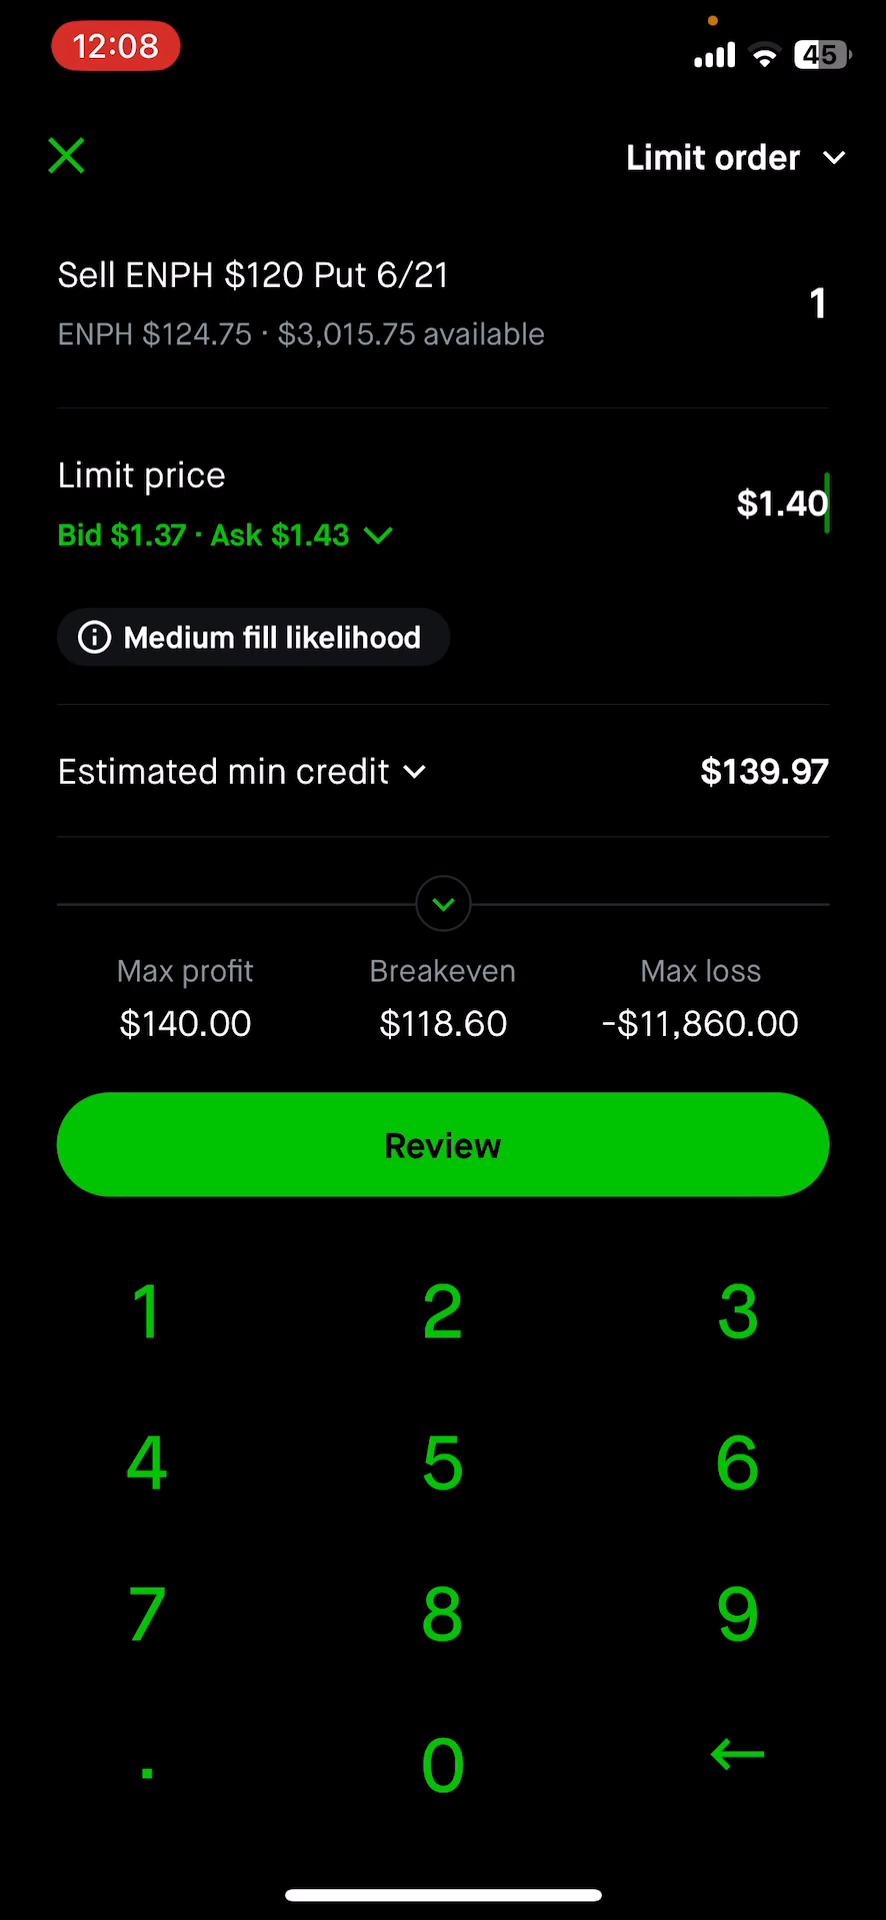 12:08
45
Limit order
Sell ENPH $120 Put 6/21
1
ENPH $124.75 · $3,015.75 available
Limit price
$1.40
Bid $1.37 · Ask $1.43
Medium fill likelihood
Estimated min credit
$139.97
Max profit Breakeven Max loss
$140.00 $118.60 -$11,860.00
Review
1 2 3
4 5 6
7 8 9
. 0